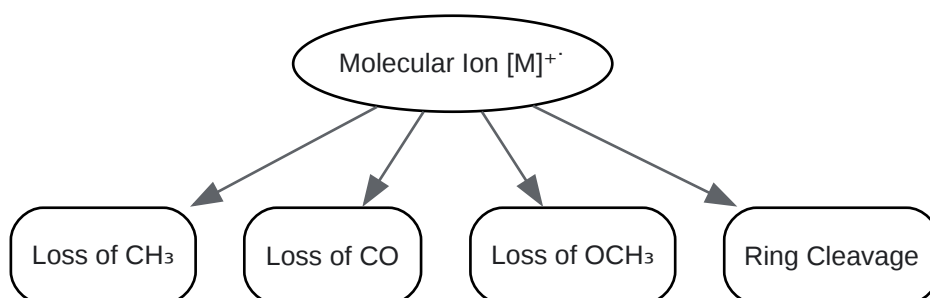 Molecular Ion [M]⁺˙
Loss of CH₃
Loss of CO
Loss of OCH₃
Ring Cleavage